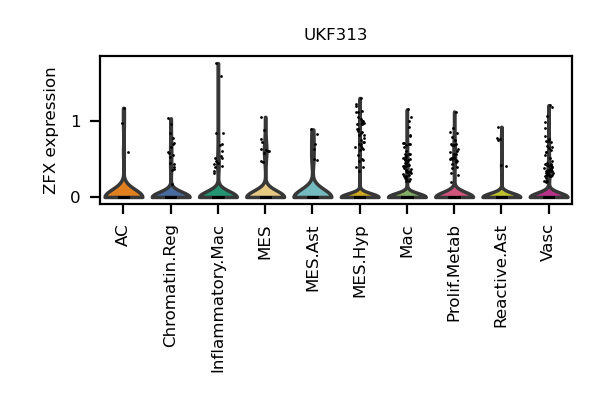 UKF313
ZFX expression
1
0
AC
Chromatin.Reg
Inflammatory.Mac
MES
MES.Ast
MES.Hyp
Mac
Prolif.Metab
Reactive.Ast
Vasc